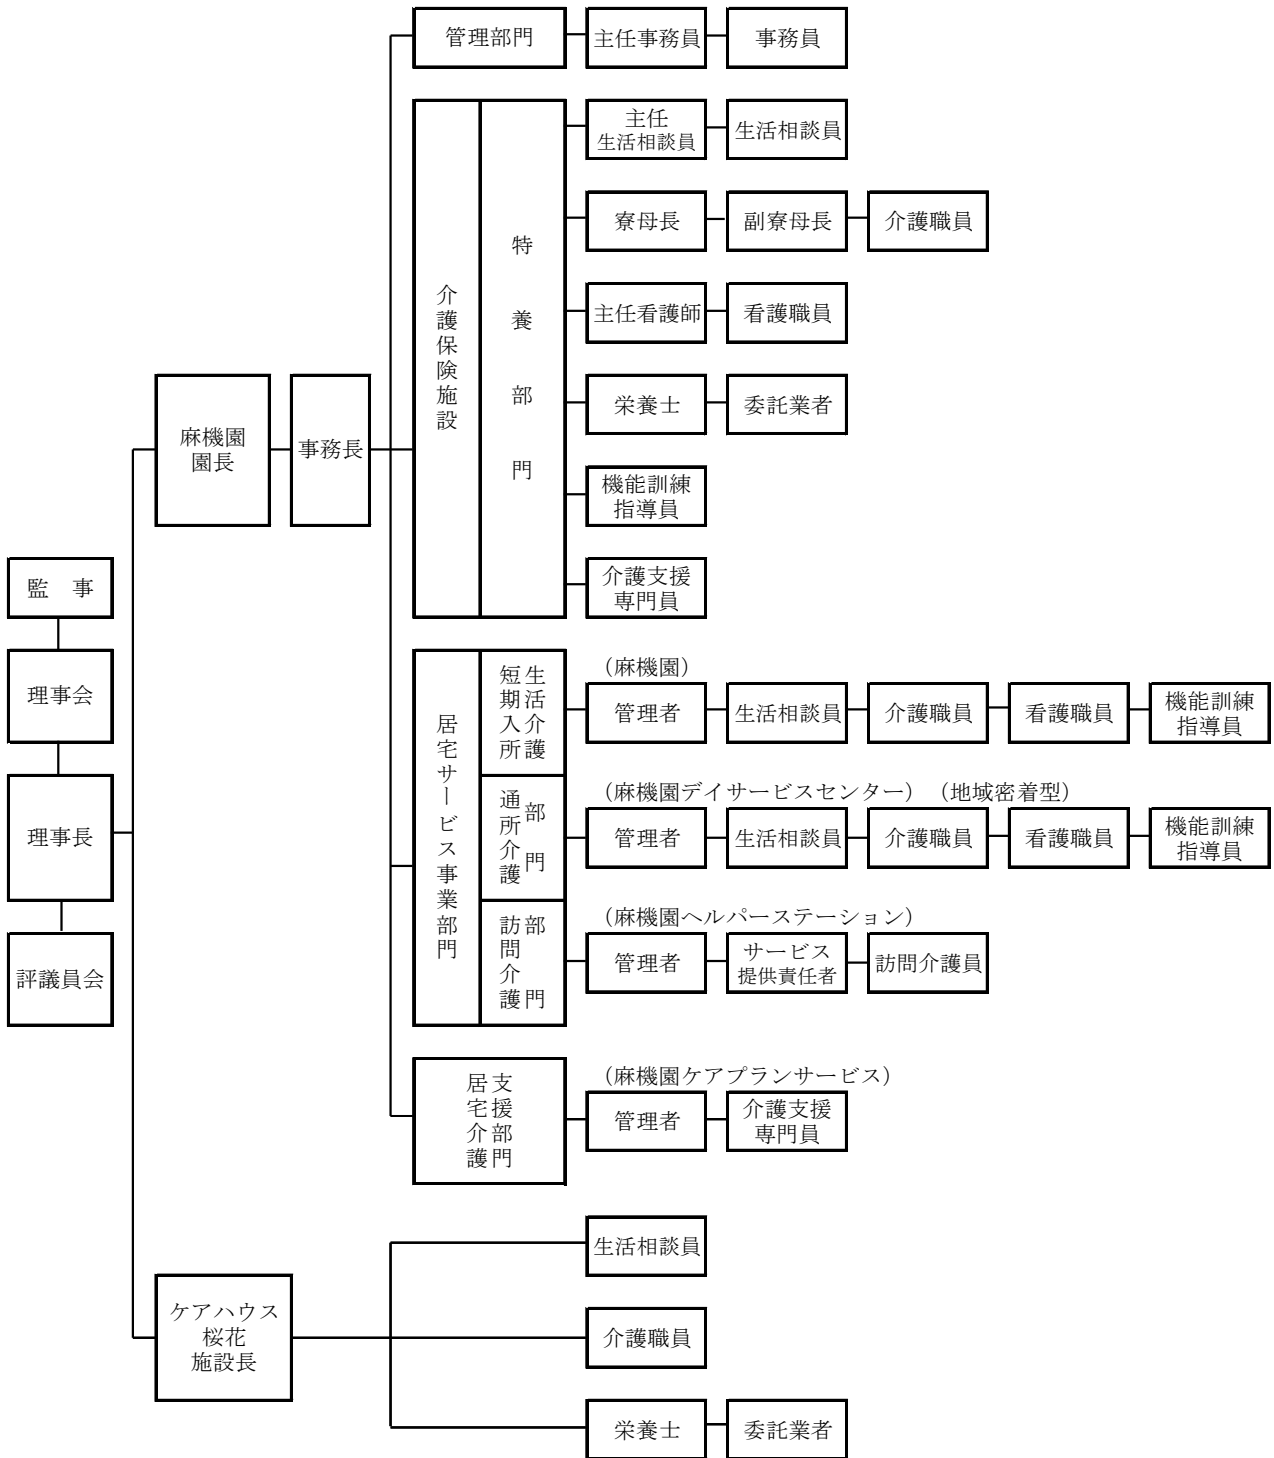 管理部門
主任事務員
事務員
介護保険施設
特養部門
主任
生活相談員
生活相談員
寮母長
副寮母長
介護職員
主任看護師
看護職員
栄養士
委託業者
機能訓練
指導員
介護支援
専門員
麻機園
園長
事務長
監　事
理事会
理事長
評議員会
居宅サービス事業部門
短期入所
生活介護
（麻機園）
管理者
生活相談員
介護職員
看護職員
機能訓練
指導員
通所介護
部門
（麻機園デイサービスセンター）（地域密着型）
管理者
生活相談員
介護職員
看護職員
機能訓練
指導員
訪問介護
部門
（麻機園ヘルパーステーション）
管理者
サービス
提供責任者
訪問介護員
居宅介護
支援部門
（麻機園ケアプランサービス）
管理者
介護支援
専門員
ケアハウス
桜花
施設長
生活相談員
介護職員
栄養士
委託業者